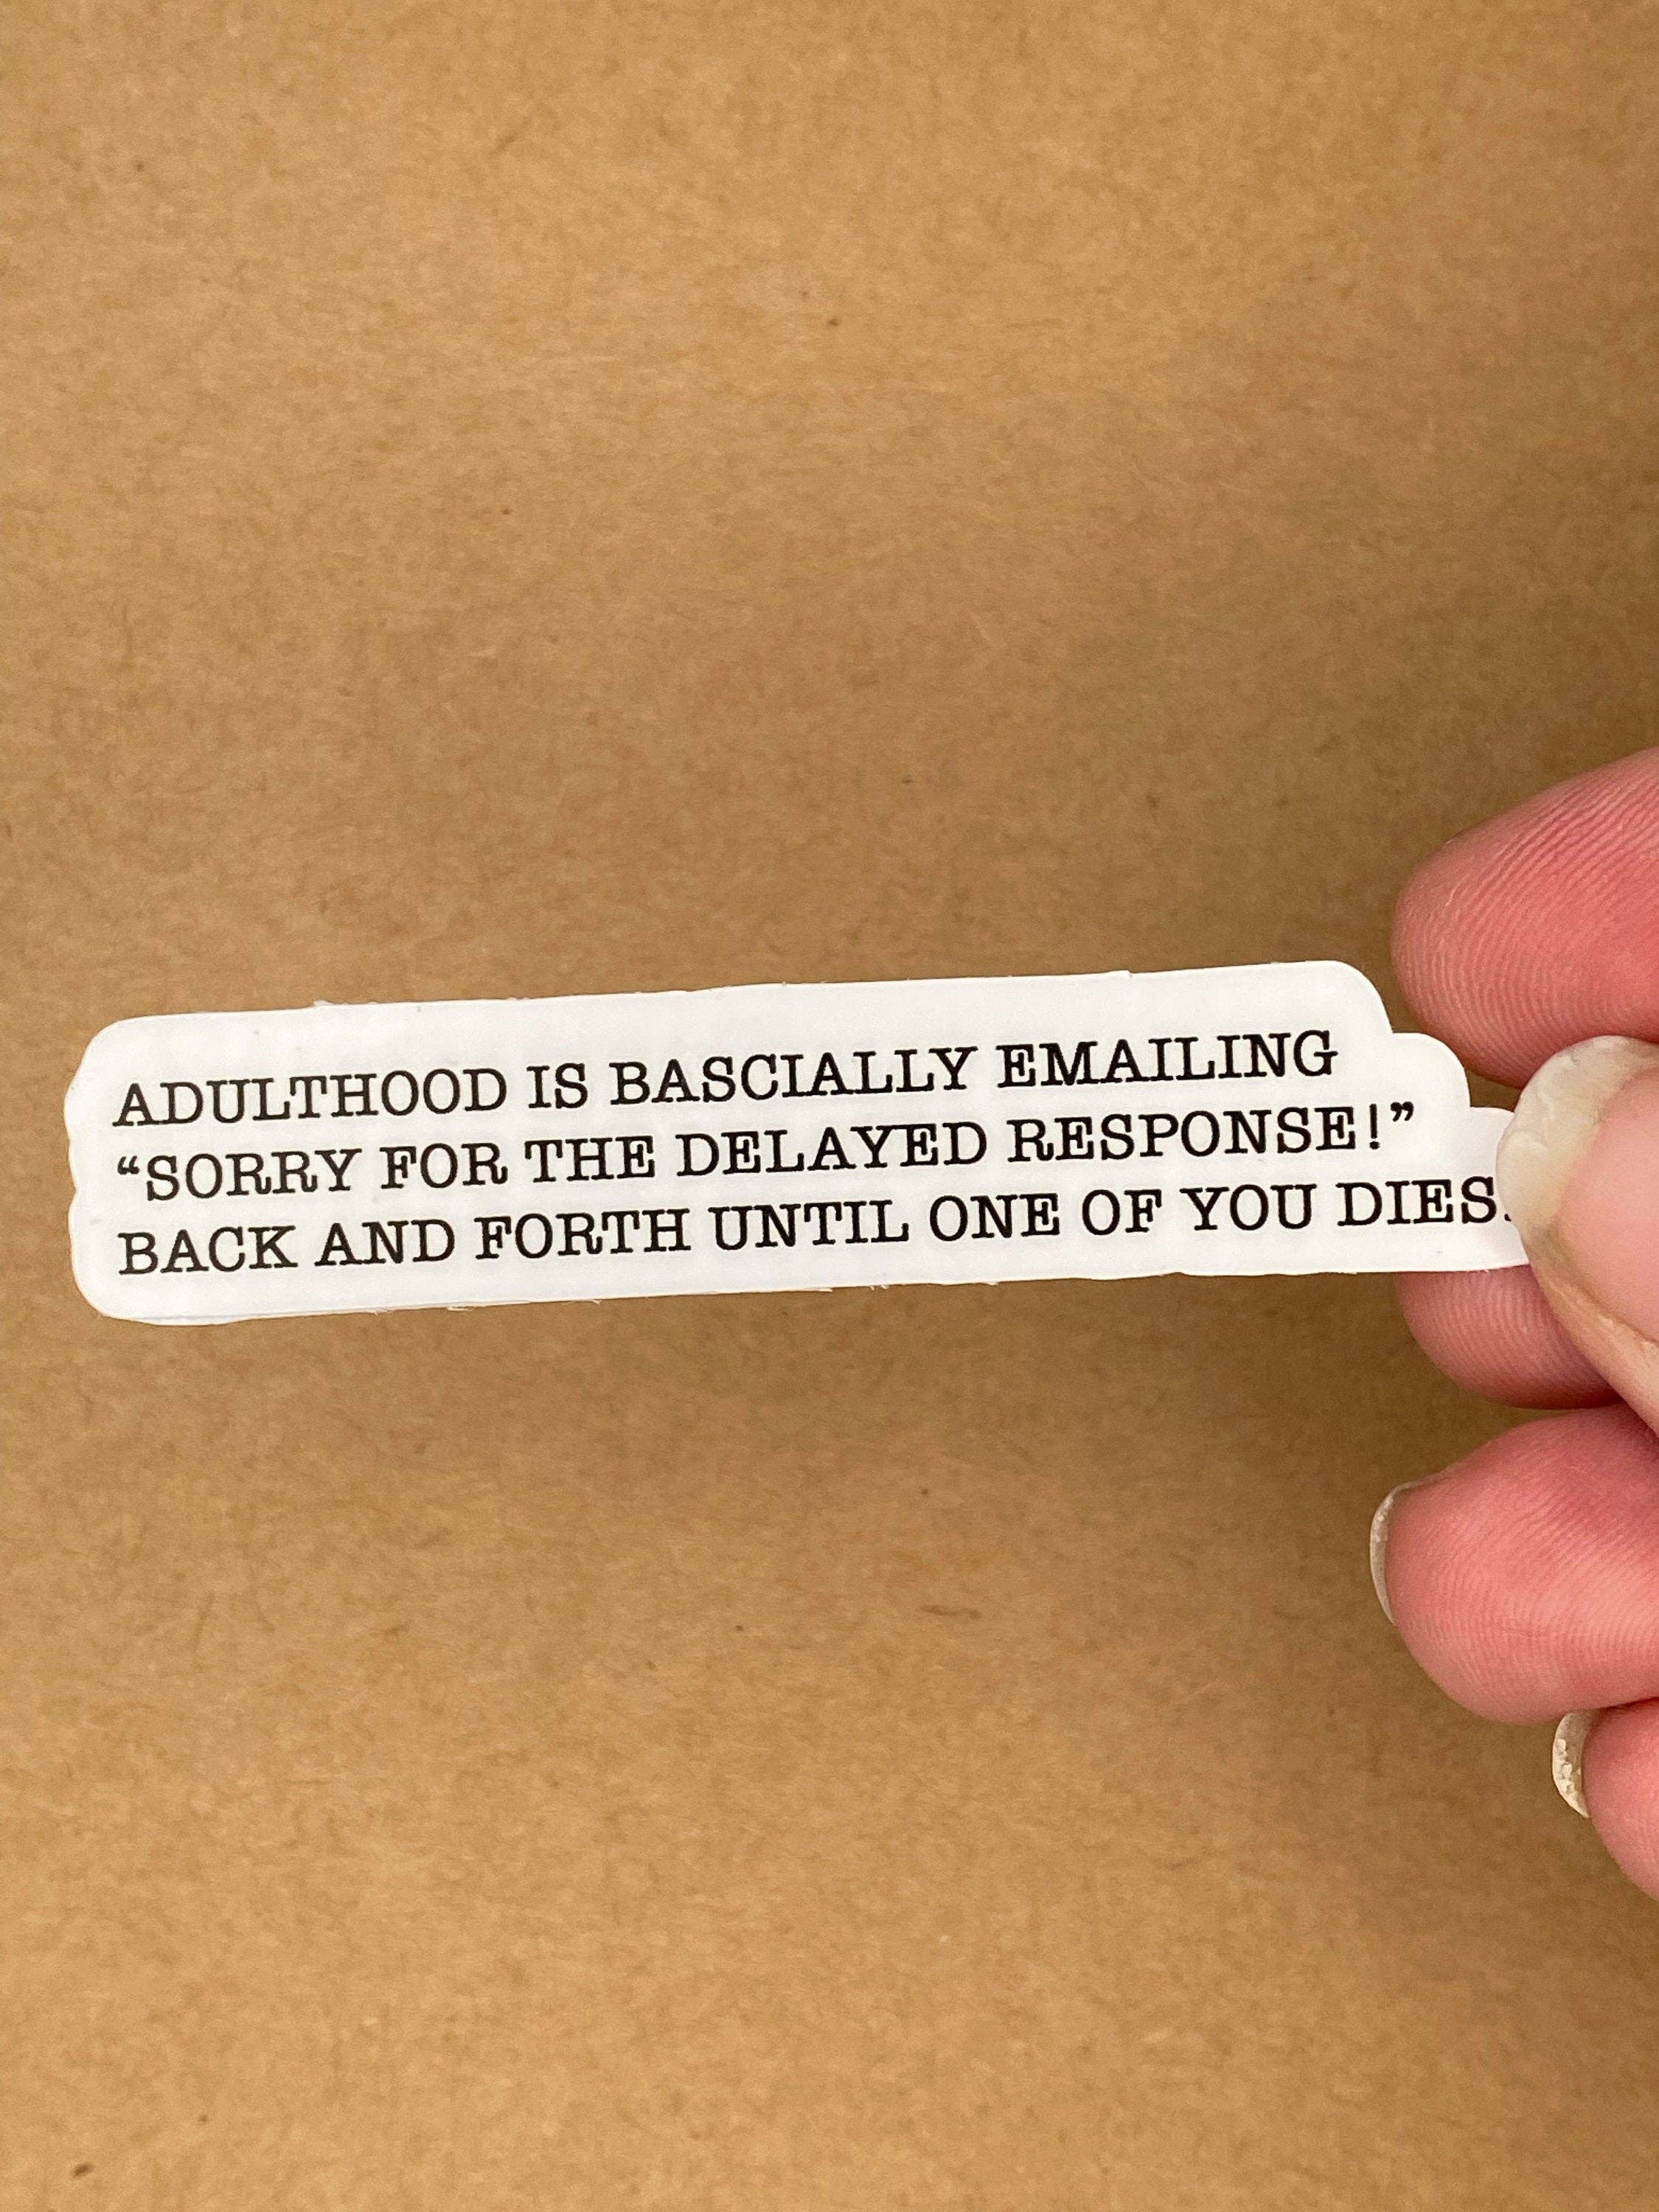 ADULTHOOD IS BASCIALLY EMAILING
“SORRY FOR THE DELAYED RESPONSE!”
BACK AND FORTH UNTIL ONE OF YOU DIES.